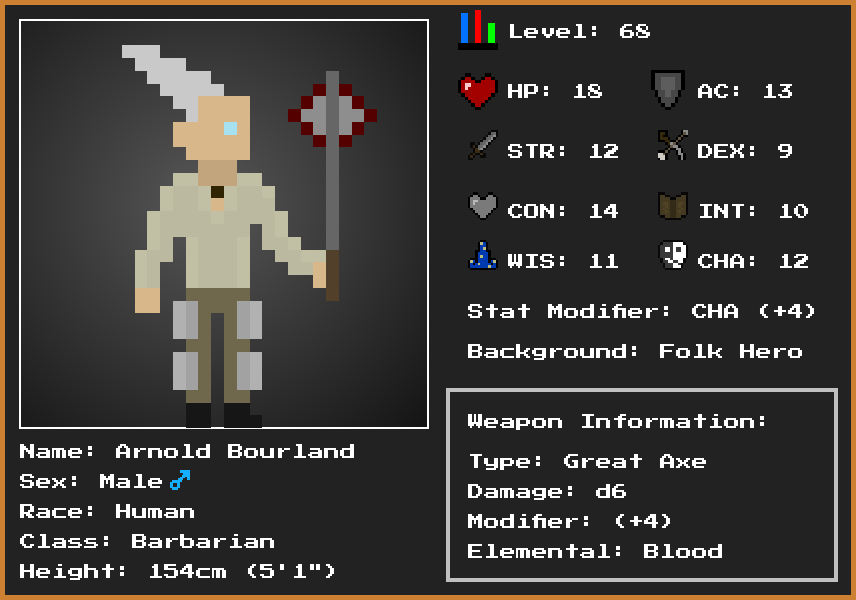 Level: 68
HP: 18
AC: 13
STR: 12
DEX: 9
CON: 14
INT: 10
WIS: 11
CHA: 12
Stat Modifier: CHA (+4)
Background: Folk Hero
Name: Arnold Bourland
Sex: Male♂
Race: Human
Class: Barbarian
Height: 154cm (5'1")
Weapon Information:
Type: Great Axe
Damage: d6
Modifier: (+4)
Elemental: Blood